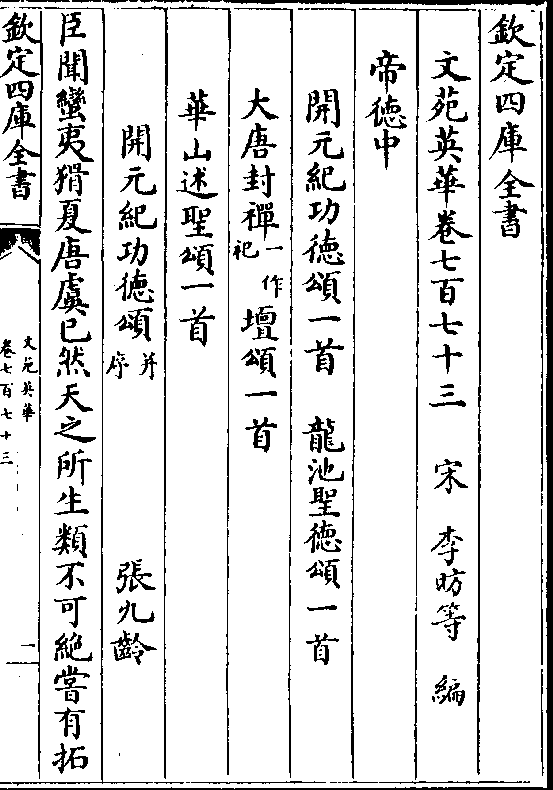 欽定四庫全書
文苑英華卷七百七十三 宋 李昉等 編
帝德中
開元紀功德頌一首 龍池聖德頌一首
大唐封禪一作祀壇頌一首
華山述聖頌一首
開元紀功德頌并序 張九齡
臣聞蠻夷猾夏唐虞已然天之所生類不可絶嘗有拓
欽定四庫全書
文苑英華
卷七百七十三
一